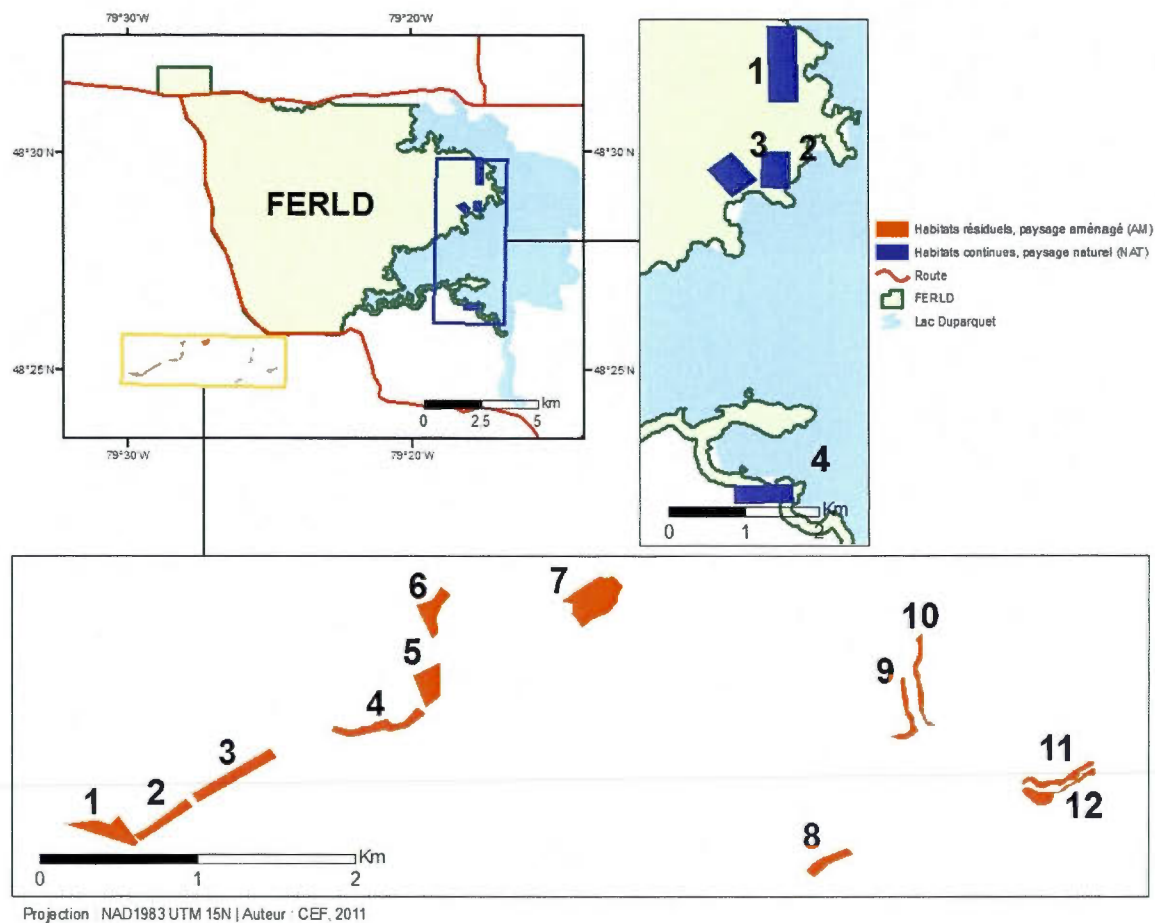 79°30'W
79°20'W
48°30'N
48°30'N
FERLD
48°25'N
48°25'N
km
0 2.5 5
79°30'W
79°20'W
1
3
2
4
Km
0 1 2
Habitats résiduels, paysage aménagé (AM)
Habitats continues, paysage naturel (NAT)
Route
FERLD
Lac Duparquet
6
7
10
5
9
4
3
11
2
1
12
8
Km
0 1 2
Projection NAD1983 UTM 15N | Auteur : CEF, 2011